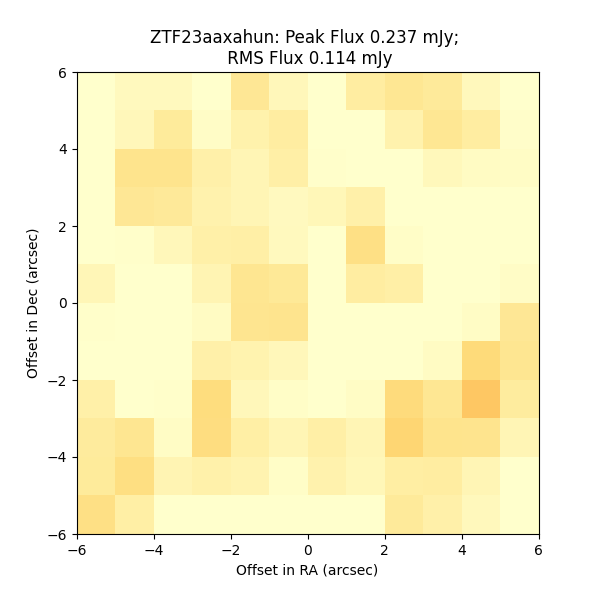 ZTF23aaxahun: Peak Flux 0.237 mJy;
RMS Flux 0.114 mJy
6
4
2
0
−2
−4
−6
Offset in Dec (arcsec)
−6 −4 −2 0 2 4 6
Offset in RA (arcsec)